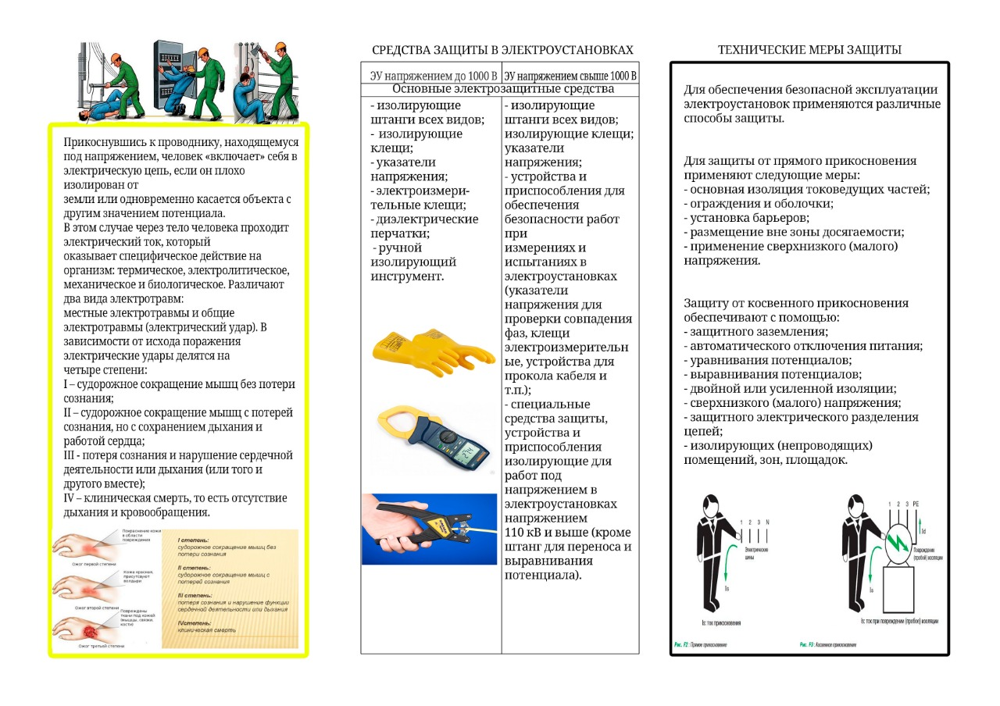 Прикоснувшись к проводнику, находящемуся
под напряжением, человек «включает» себя в
электрическую цепь, если он плохо
изолирован от
земли или одновременно касается объекта с
другим значением потенциала.
В этом случае через тело человека проходит
электрический ток, который
оказывает специфическое действие на
организм: термическое, электролитическое,
механическое и биологическое. Различают
два вида электротравм:
местные электротравмы и общие
электротравмы (электрический удар). В
зависимости от исхода поражения
электрические удары делятся на
четыре степени:
I – судорожное сокращение мышц без потери
сознания;
II – судорожное сокращение мышц с потерей
сознания, но с сохранением дыхания и
работой сердца;
III - потеря сознания и нарушение сердечной
деятельности или дыхания (или того и
другого вместе);
IV – клиническая смерть, то есть отсутствие
дыхания и кровообращения.
Покраснение кожи
в области
повреждения
Ожог первой степени
Кожа красная,
присутсвуют
волдыри
Ожог второй степени
Повреждены
ткани под кожей
(мышцы, связки,
кости)
Ожог третьей степени
I степень:
судорожное сокращение мышц без
потери сознания
II степень:
судорожное сокращение мышц с
потерей сознания
III степень:
потеря сознания и нарушение функции
сердечной деятельности или дыхания
IVстепень:
клиническая смерть
СРЕДСТВА ЗАЩИТЫ В ЭЛЕКТРОУСТАНОВКАХ
ЭУ напряжением до 1000 В
ЭУ напряжением свыше 1000 В
Основные электрозащитные средства
- изолирующие
штанги всех видов;
- изолирующие
клещи;
- указатели
напряжения;
- электроизмери-
тельные клещи;
- диэлектрические
перчатки;
- ручной
изолирующий
инструмент.
- изолирующие
штанги всех видов;
изолирующие клещи;
указатели
напряжения;
- устройства и
приспособления для
обеспечения
безопасности работ
при
измерениях и
испытаниях в
электроустановках
(указатели
напряжения для
проверки совпадения
фаз, клещи
электроизмерительн
ые, устройства для
прокола кабеля и
т.п.);
- специальные
средства защиты,
устройства и
приспособления
изолирующие для
работ под
напряжением в
электроустановках
напряжением
110 кВ и выше (кроме
штанг для переноса и
выравнивания
потенциала).
ТЕХНИЧЕСКИЕ МЕРЫ ЗАЩИТЫ
Для обеспечения безопасной эксплуатации
электроустановок применяются различные
способы защиты.
Для защиты от прямого прикосновения
применяют следующие меры:
- основная изоляция токоведущих частей;
- ограждения и оболочки;
- установка барьеров;
- размещение вне зоны досягаемости;
- применение сверхнизкого (малого)
напряжения.
Защиту от косвенного прикосновения
обеспечивают с помощью:
- защитного заземления;
- автоматического отключения питания;
- уравнивания потенциалов;
- выравнивания потенциалов;
- двойной или усиленной изоляции;
- сверхнизкого (малого) напряжения;
- защитного электрического разделения
цепей;
- изолирующих (непроводящих)
помещений, зон, площадок.
1 2 3 N
Электрические
шины
Is
Is: ток прикосновения
Рис. F2 : Прямое прикосновение
1 2 3 PE
Id
Повреждение
(пробой) изоляции
Is
Is: ток при повреждении (пробое) изоляции
Рис. F3 : Косвенное прикосновение